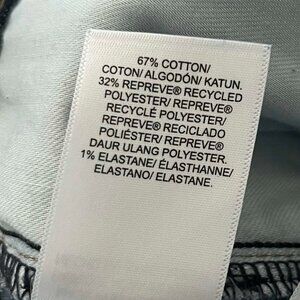 67% COTTON/
COTON/ ALGODÓN/ KATUN.
32% REPREVE® RECYCLED
POLYESTER/ REPREVE®
RECYCLÉ POLYESTER/
REPREVE® RECICLADO
POLIÉSTER/ REPREVE®
DAUR ULANG POLYESTER.
1% ELASTANE/ ÉLASTHANNE/
ELASTANO/ ELASTANE.